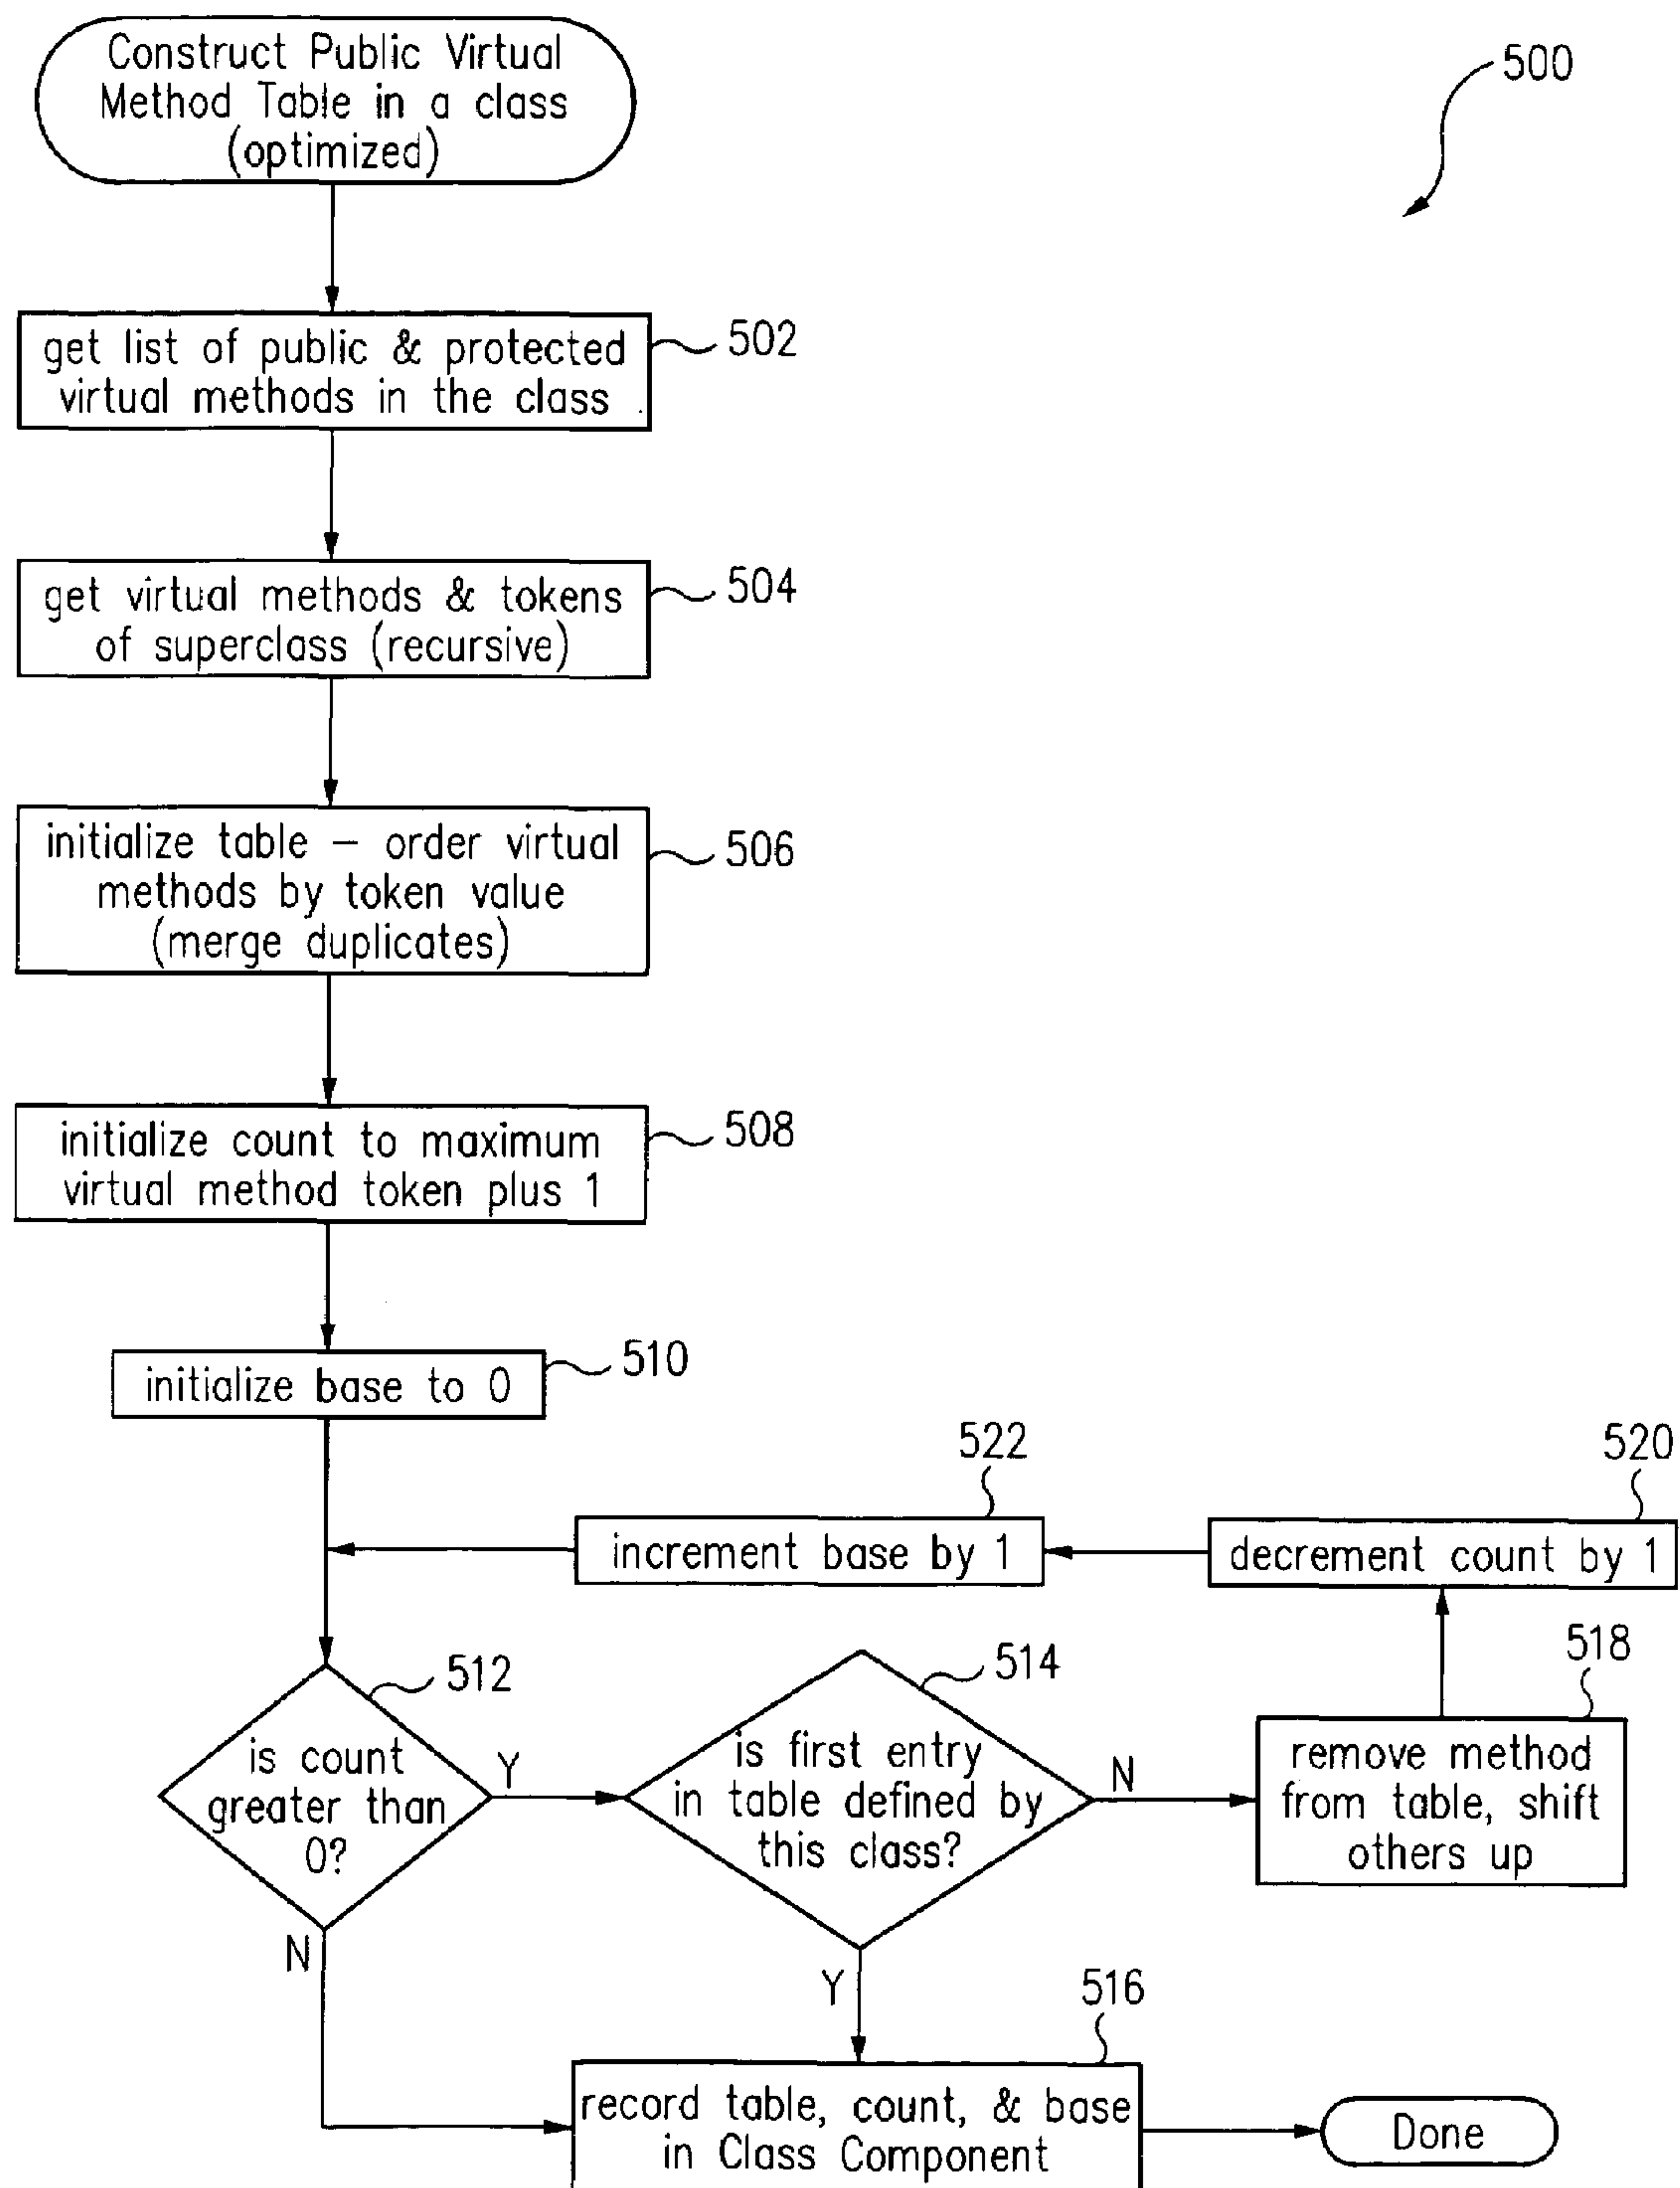 Construct Public Virtual
Method Table in a class
(optimized)
500
get list of public & protected
virtual methods in the class
502
get virtual methods & tokens
of superclass (recursive)
504
initialize table – order virtual
methods by token value
(merge duplicates)
506
initialize count to maximum
virtual method token plus 1
508
initialize base to 0
510
522
increment base by 1
520
decrement count by 1
512
is count
greater than
0?
Y
N
514
is first entry
in table defined by
this class?
N
Y
518
remove method
from table, shift
others up
516
record table, count, & base
in Class Component
Done